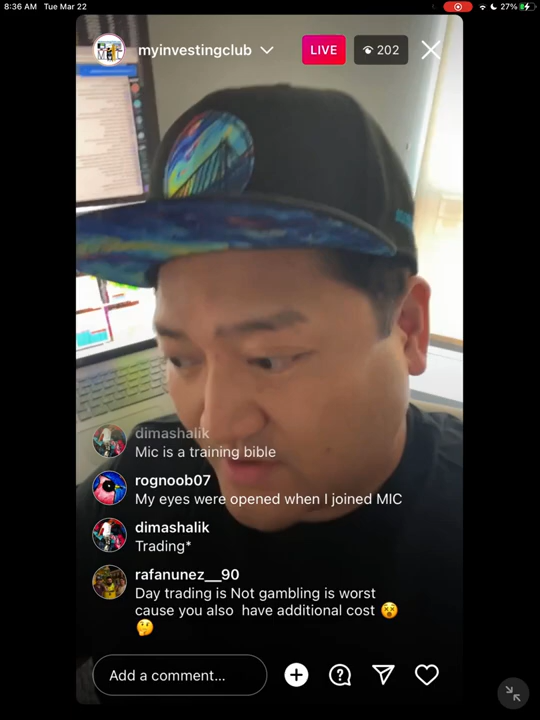 8:36 AM Tue Mar 22
27%
myinvestingclub
LIVE
202
dimashalik
Mic is a training bible
rognoob07
My eyes were opened when I joined MIC
dimashalik
Trading*
rafanunez__90
Day trading is Not gambling is worst
cause you also have additional cost 😵
🤔
Add a comment...